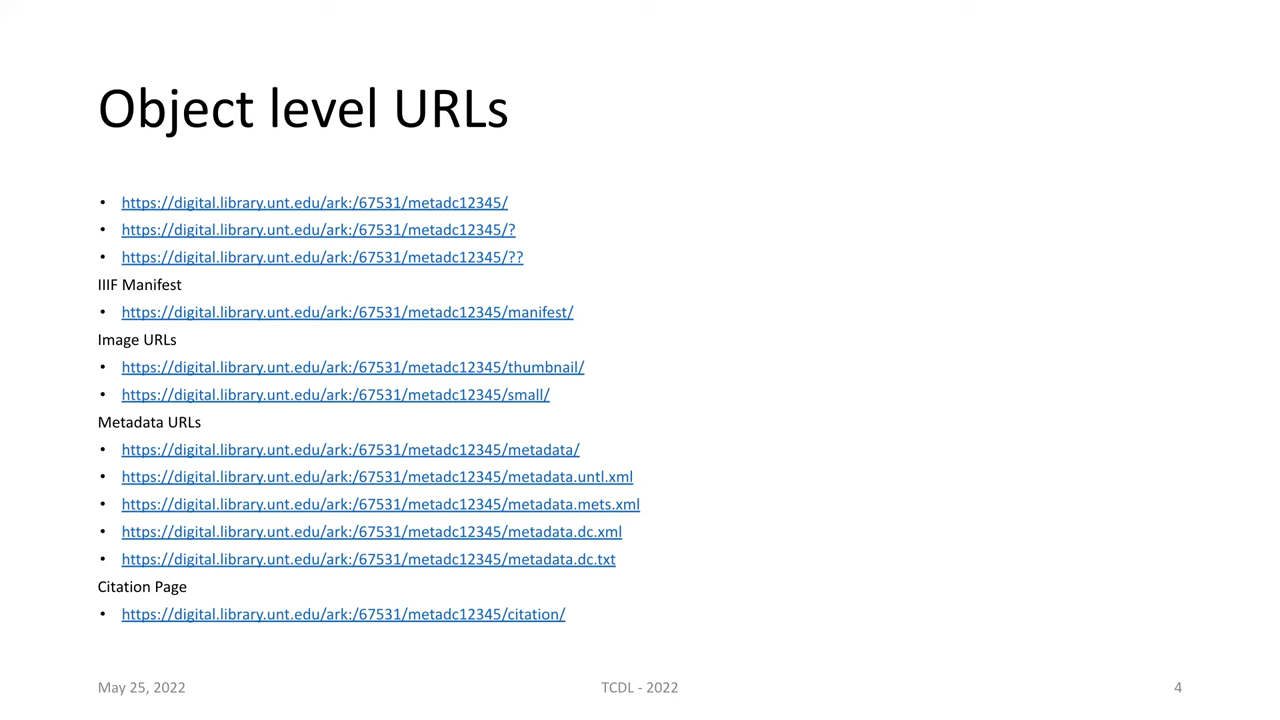 Object level URLs
• https://digital.library.unt.edu/ark:/67531/metadc12345/
• https://digital.library.unt.edu/ark:/67531/metadc12345/?
• https://digital.library.unt.edu/ark:/67531/metadc12345/??
IIIF Manifest
• https://digital.library.unt.edu/ark:/67531/metadc12345/manifest/
Image URLs
• https://digital.library.unt.edu/ark:/67531/metadc12345/thumbnail/
• https://digital.library.unt.edu/ark:/67531/metadc12345/small/
Metadata URLs
• https://digital.library.unt.edu/ark:/67531/metadc12345/metadata/
• https://digital.library.unt.edu/ark:/67531/metadc12345/metadata.untl.xml
• https://digital.library.unt.edu/ark:/67531/metadc12345/metadata.mets.xml
• https://digital.library.unt.edu/ark:/67531/metadc12345/metadata.dc.xml
• https://digital.library.unt.edu/ark:/67531/metadc12345/metadata.dc.txt
Citation Page
• https://digital.library.unt.edu/ark:/67531/metadc12345/citation/
May 25, 2022
TCDL - 2022
4